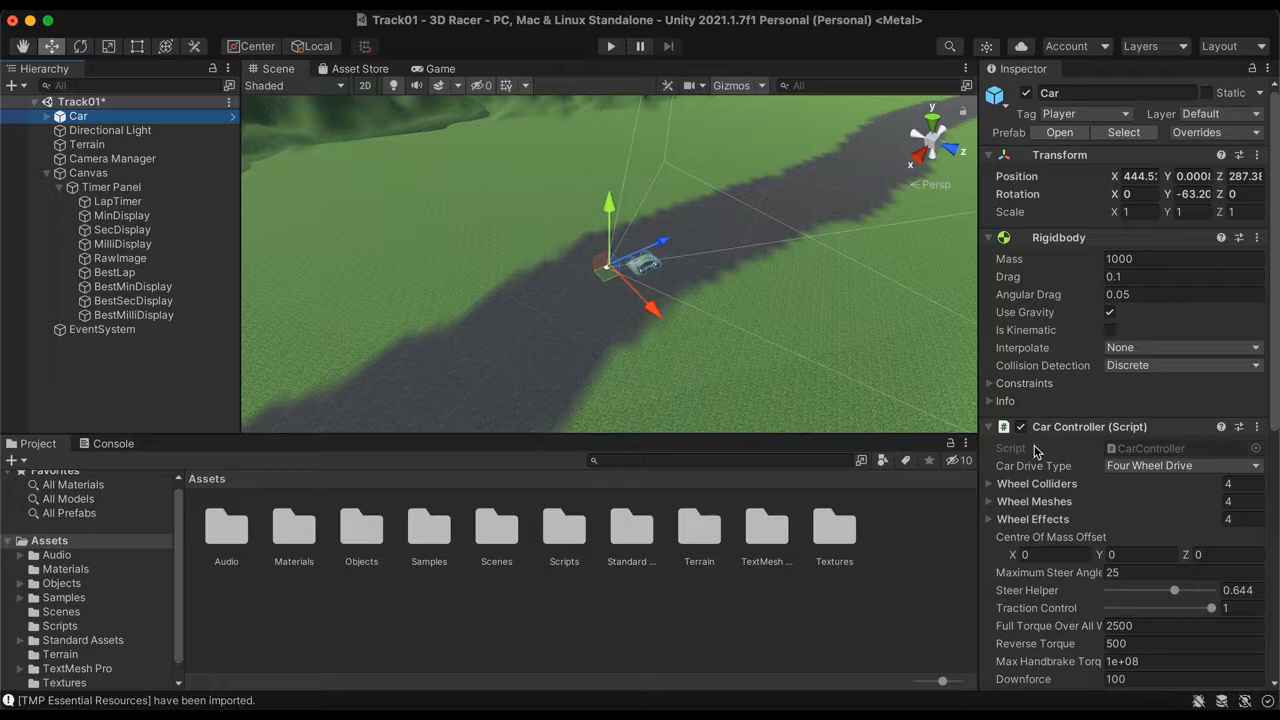 Track01 - 3D Racer - PC, Mac & Linux Standalone - Unity 2021.1.7f1 Personal (Personal) <Metal>
Center Local Account Layers Layout
Hierarchy
All
Track01*
Car
Directional Light
Terrain
Camera Manager
Canvas
Timer Panel
LapTimer
MinDisplay
SecDisplay
MilliDisplay
RawImage
BestLap
BestMinDisplay
BestSecDisplay
BestMilliDisplay
EventSystem
Scene Asset Store Game
Shaded 2D 0 Gizmos All
y
x
z
Persp
Inspector
Car Static
Tag Player Layer Default
Prefab Open Select Overrides
Transform
Position X 444.5: Y 0.0008 Z 287.38
Rotation X 0 Y -63.20 Z 0
Scale X 1 Y 1 Z 1
Rigidbody
Mass 1000
Drag 0.1
Angular Drag 0.05
Use Gravity
Is Kinematic
Interpolate None
Collision Detection Discrete
Constraints
Info
# Car Controller (Script)
Script CarController
Car Drive Type Four Wheel Drive
Wheel Colliders 4
Wheel Meshes 4
Wheel Effects 4
Centre Of Mass Offset
X 0 Y 0 Z 0
Maximum Steer Angle 25
Steer Helper 0.644
Traction Control 1
Full Torque Over All W 2500
Reverse Torque 500
Max Handbrake Torq 1e+08
Downforce 100
Project Console
10
Favorites
All Materials
All Models
All Prefabs
Assets
Audio
Materials
Objects
Samples
Scenes
Scripts
Standard Assets
Terrain
TextMesh Pro
Textures
Assets
Audio Materials Objects Samples Scenes Scripts Standard ... Terrain TextMesh ... Textures
[TMP Essential Resources] have been imported.